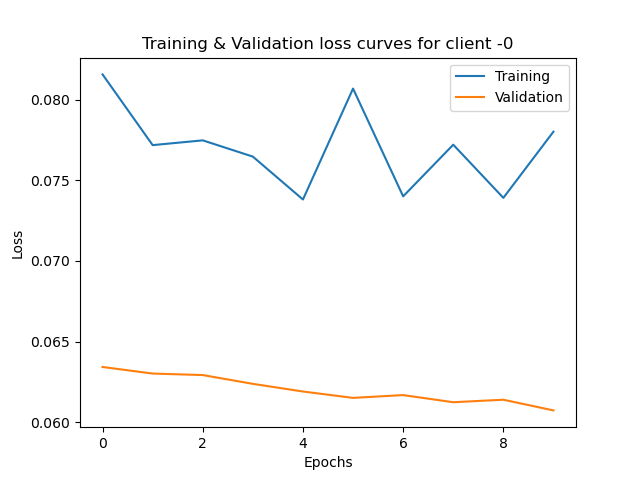 Training & Validation loss curves for client -0
Training
Validation
0.080
0.075
0.070
0.065
0.060
Loss
0
2
4
6
8
Epochs